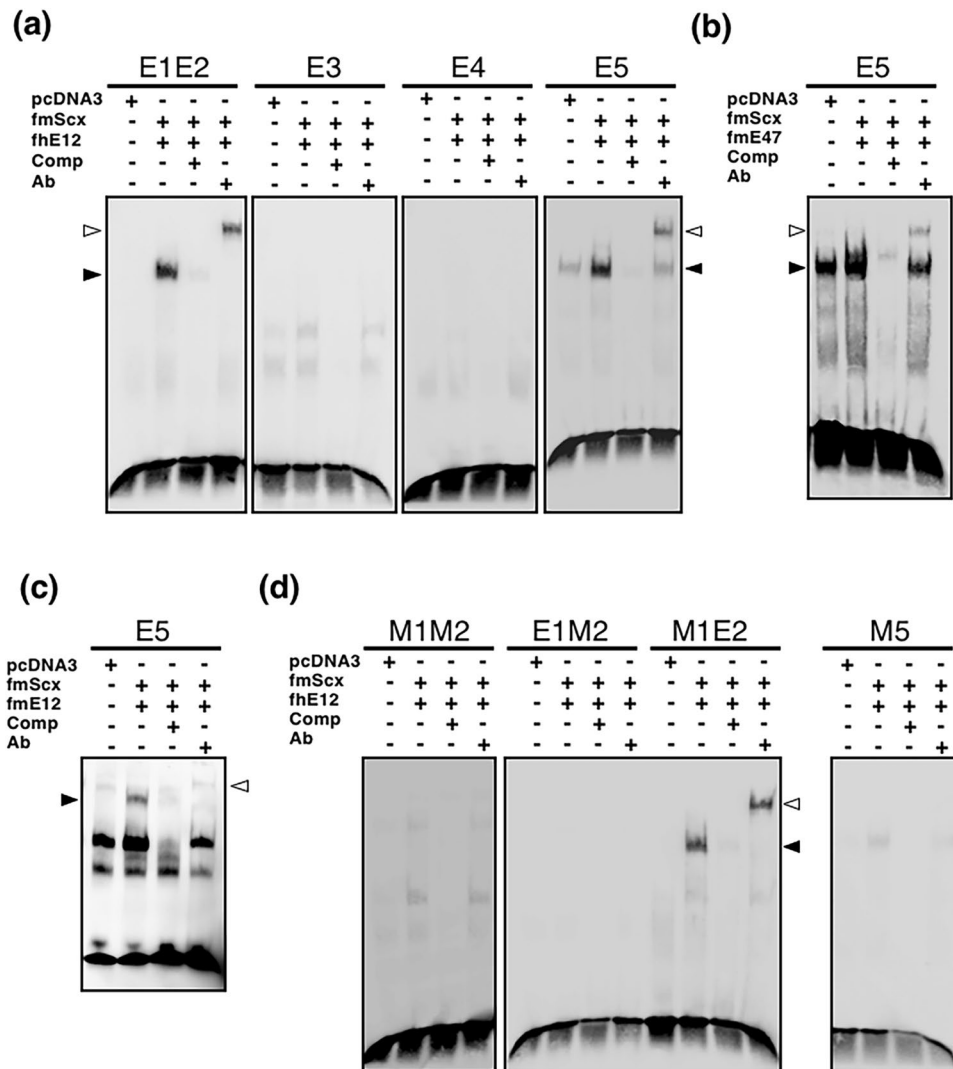 (a)
E1E2 E3 E4 E5
pcDNA3 + - - - + - - - + - - - + - - -
fmScx - + + + - + + + - + + + - + + +
fhE12 - + + + - + + + - + + + - + + +
Comp - - + - - - + - - - + - - - + -
Ab - - - + - - - + - - - + - - - +
(b)
E5
pcDNA3 + - - -
fmScx - + + +
fmE47 - + + +
Comp - - + -
Ab - - - +
(c)
E5
pcDNA3 + - - -
fmScx - + + +
fmE12 - + + +
Comp - - + -
Ab - - - +
(d)
M1M2 E1M2 M1E2 M5
pcDNA3 + - - - + - - - + - - - + - - -
fmScx - + + + - + + + - + + + - + + +
fhE12 - + + + - + + + - + + + - + + +
Comp - - + - - - + - - - + - - - + -
Ab - - - + - - - + - - - + - - - +